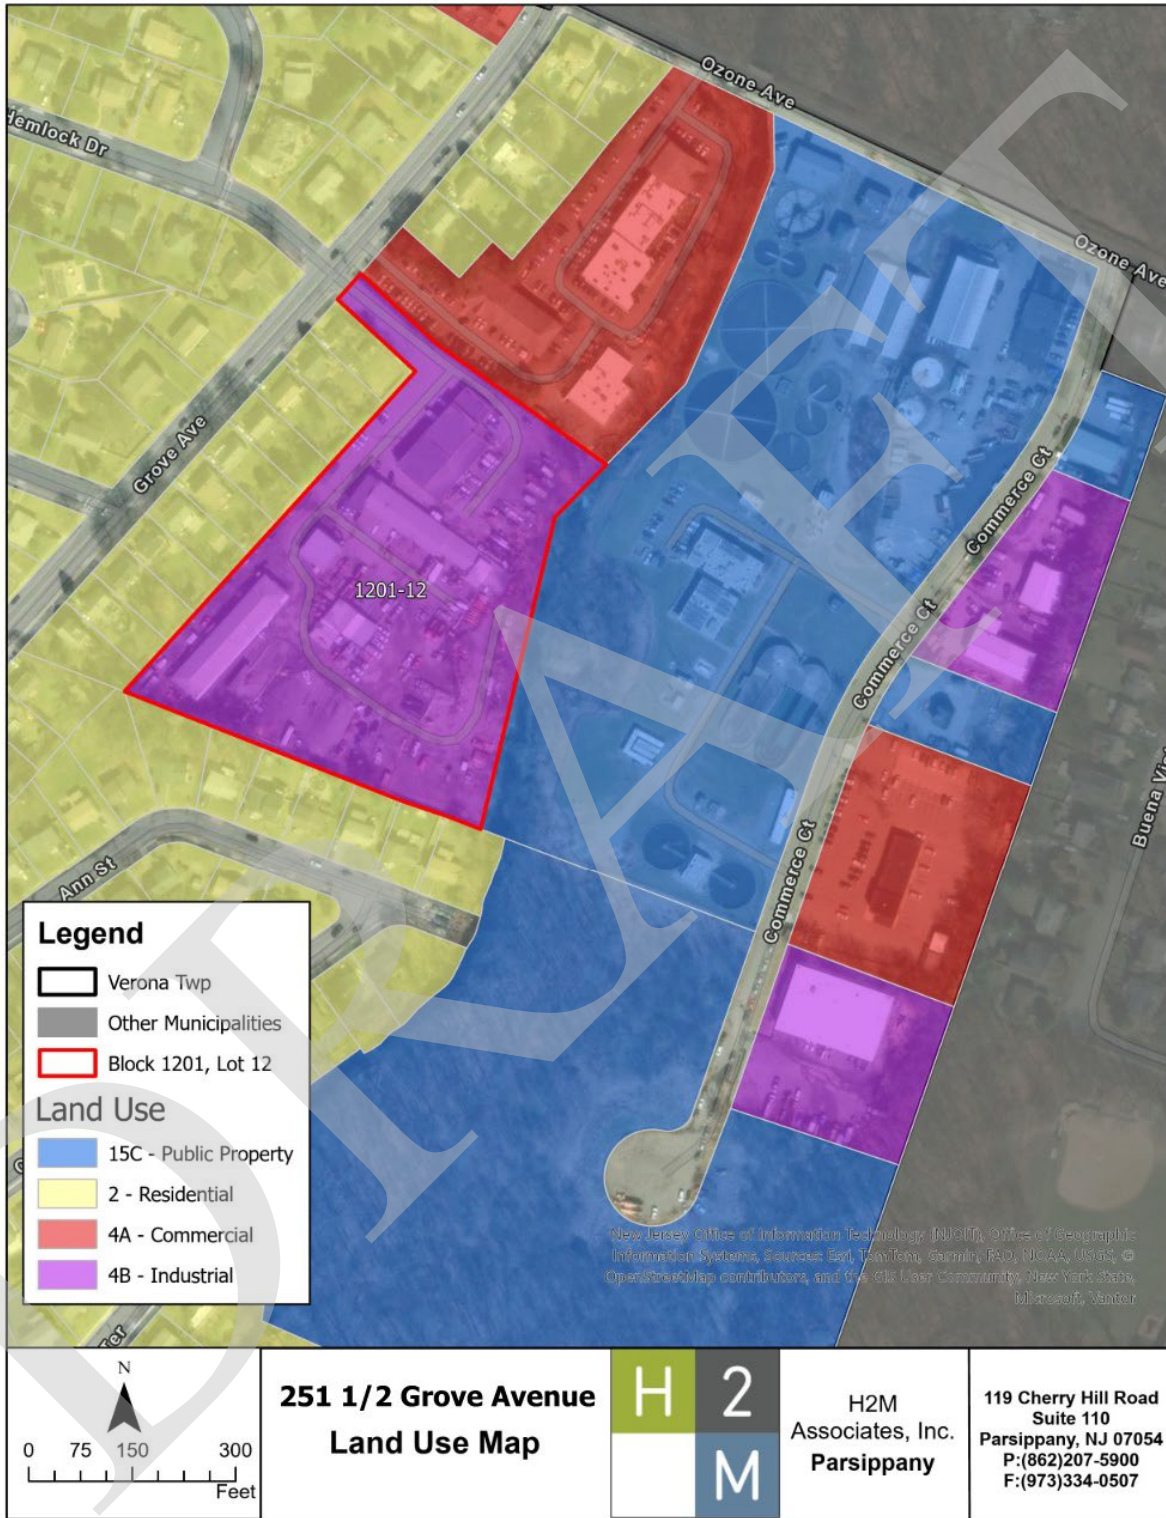 Ozone Ave
Hemlock Dr
Ozone Ave
Grove Ave
Commerce Ct
1201-12
Commerce Ct
Buena Vis
Commerce Ct
Ann St
Legend
Verona Twp
Other Municipalities
Block 1201, Lot 12
Land Use
15C - Public Property
2 - Residential
4A - Commercial
4B - Industrial
New Jersey Office of Information Technology (NJOIT), Office of Geographic
Information Systems, Sources: Esri, TomTom, Garmin, FAO, NOAA, USGS, ©
OpenStreetMap contributors, and the GIS User Community, New York State,
Microsoft, Vantor
Ter
DRAFT
N
0 75 150 300
Feet
251 1/2 Grove Avenue
Land Use Map
H 2
M
H2M
Associates, Inc.
Parsippany
119 Cherry Hill Road
Suite 110
Parsippany, NJ 07054
P:(862)207-5900
F:(973)334-0507